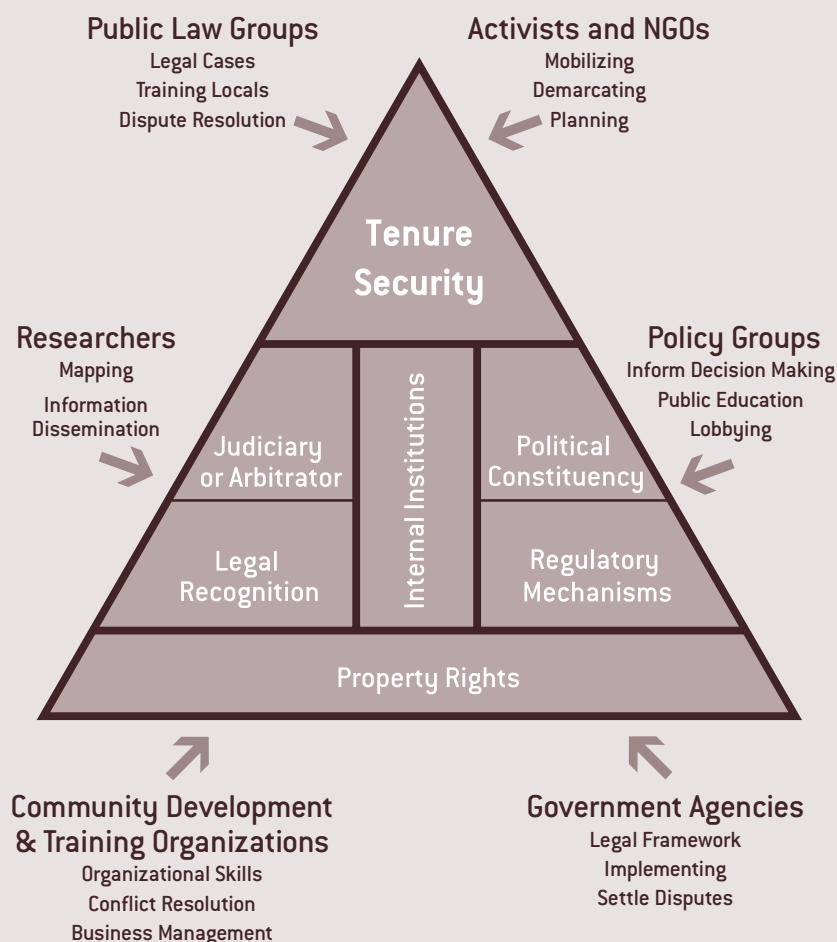 Public Law Groups
Legal Cases
Training Locals
Dispute Resolution
Activists and NGOs
Mobilizing
Demarcating
Planning
Tenure
Security
Researchers
Mapping
Information
Dissemination
Policy Groups
Inform Decision Making
Public Education
Lobbying
Judiciary
or Arbitrator
Internal Institutions
Political
Constituency
Legal
Recognition
Regulatory
Mechanisms
Property Rights
Community Development
& Training Organizations
Organizational Skills
Conflict Resolution
Business Management
Government Agencies
Legal Framework
Implementing
Settle Disputes